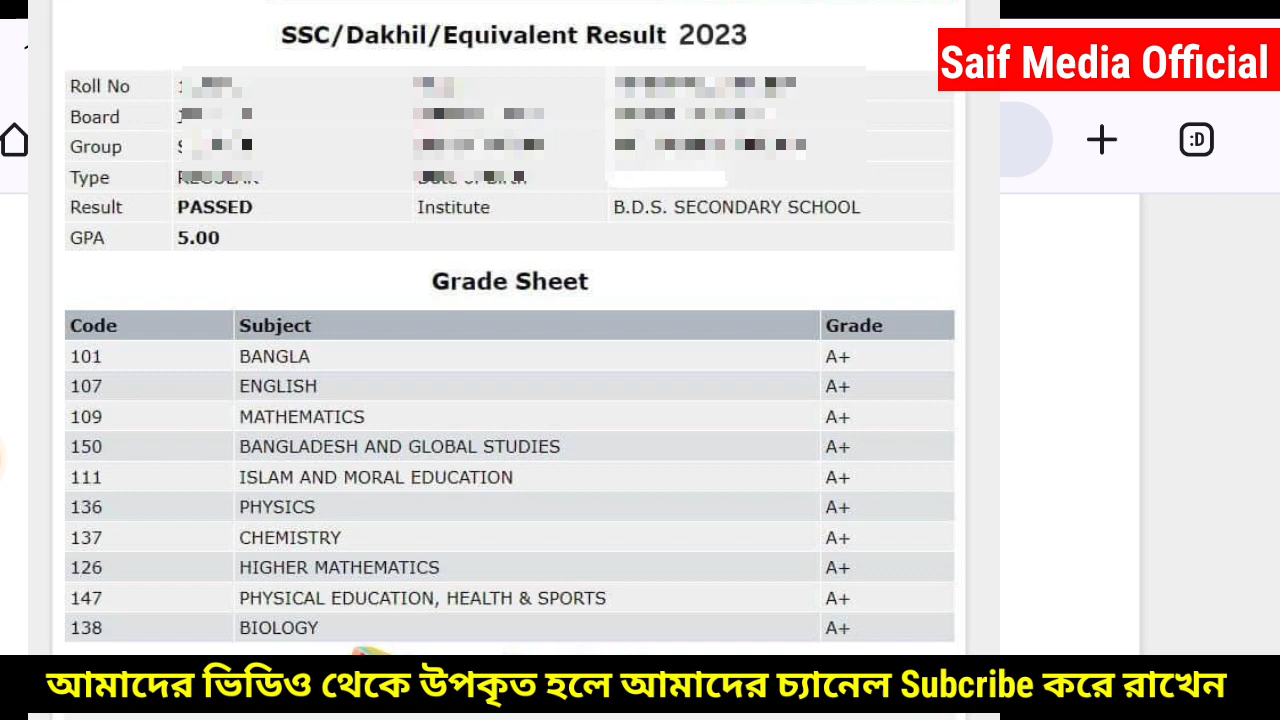 SSC/Dakhil/Equivalent Result 2023
Saif Media Official
Roll No
Board
Group
Type
Result PASSED Institute B.D.S. SECONDARY SCHOOL
GPA 5.00
:D
Grade Sheet
Code Subject Grade
101 BANGLA A+
107 ENGLISH A+
109 MATHEMATICS A+
150 BANGLADESH AND GLOBAL STUDIES A+
111 ISLAM AND MORAL EDUCATION A+
136 PHYSICS A+
137 CHEMISTRY A+
126 HIGHER MATHEMATICS A+
147 PHYSICAL EDUCATION, HEALTH & SPORTS A+
138 BIOLOGY A+
আমাদের ভিডিও থেকে উপকৃত হলে আমাদের চ্যানেল Subcribe করে রাখেন